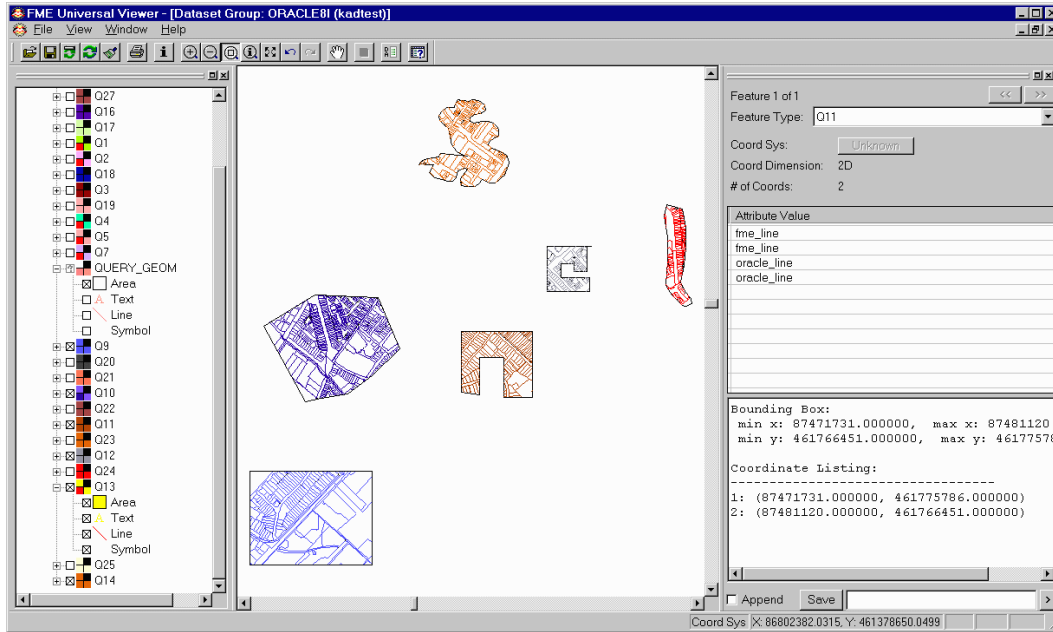 FME Universal Viewer - [Dataset Group: ORACLE8I (kadtest)]
File View Window Help
Q27
Q16
Q17
Q1
Q2
Q18
Q3
Q19
Q4
Q5
Q7
QUERY_GEOM
Area
A Text
Line
Symbol
Q9
Q20
Q21
Q10
Q22
Q11
Q23
Q12
Q24
Q13
Area
A Text
Line
Symbol
Q25
Q14
Feature 1 of 1
<< >>
Feature Type: Q11
Coord Sys: Unknown
Coord Dimension: 2D
# of Coords: 2
Attribute Value
fme_line
fme_line
oracle_line
oracle_line
Bounding Box:
min x: 87471731.000000, max x: 87481120
min y: 461766451.000000, max y: 46177578
Coordinate Listing:
---------------------------------
1: (87471731.000000, 461775786.000000)
2: (87481120.000000, 461766451.000000)
Append Save >
Coord Sys X: 86802382.0315, Y: 461378650.0499